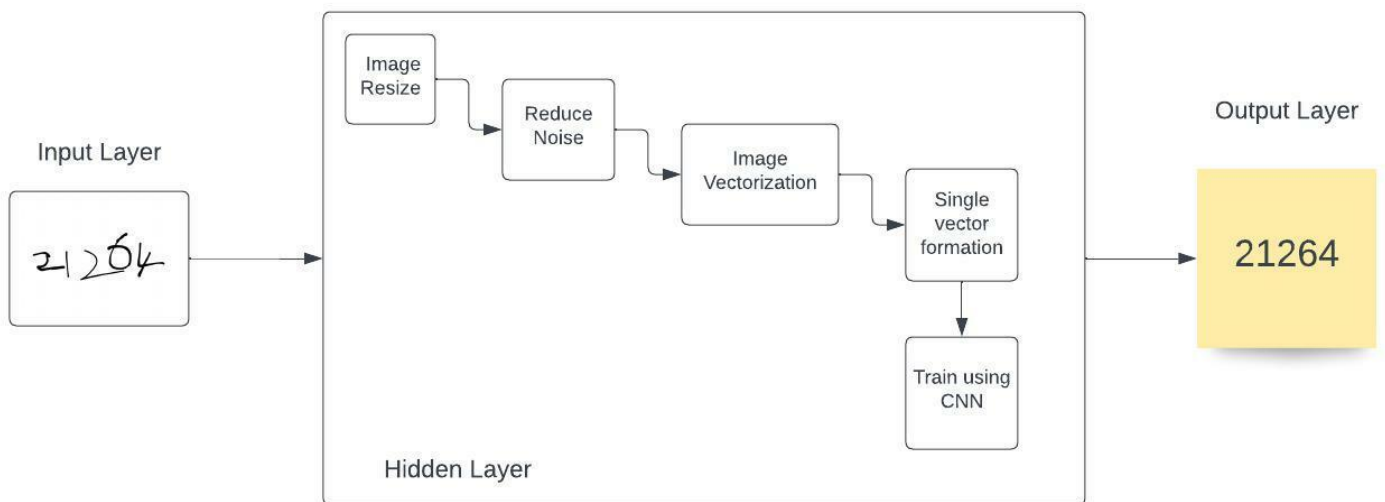 Input Layer
21264
Image
Resize
Reduce
Noise
Image
Vectorization
Single
vector
formation
Train using
CNN
Hidden Layer
Output Layer
21264